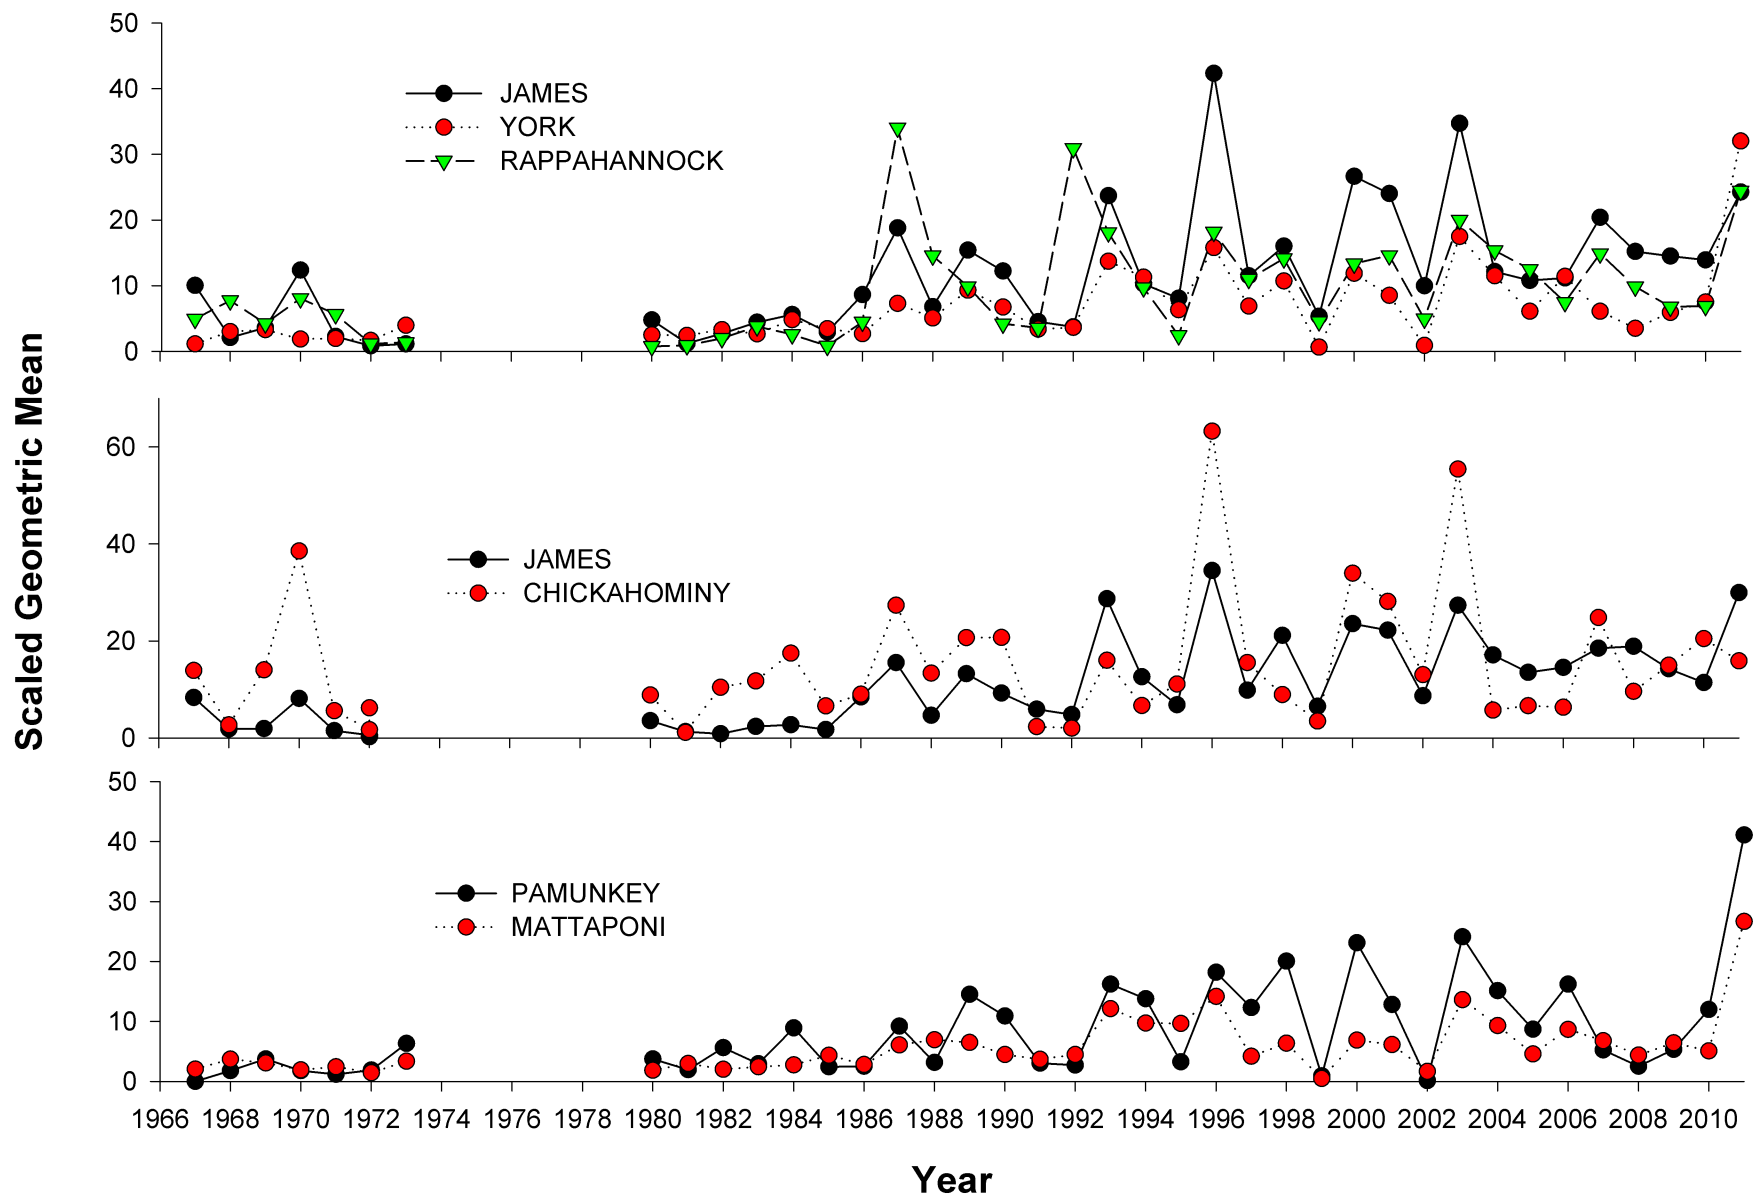 50
40
30
20
10
0
JAMES
YORK
RAPPAHANNOCK
Scaled Geometric Mean
60
40
20
0
JAMES
CHICKAHOMINY
50
40
30
20
10
0
PAMUNKEY
MATTAPONI
1966 1968 1970 1972 1974 1976 1978 1980 1982 1984 1986 1988 1990 1992 1994 1996 1998 2000 2002 2004 2006 2008 2010
Year